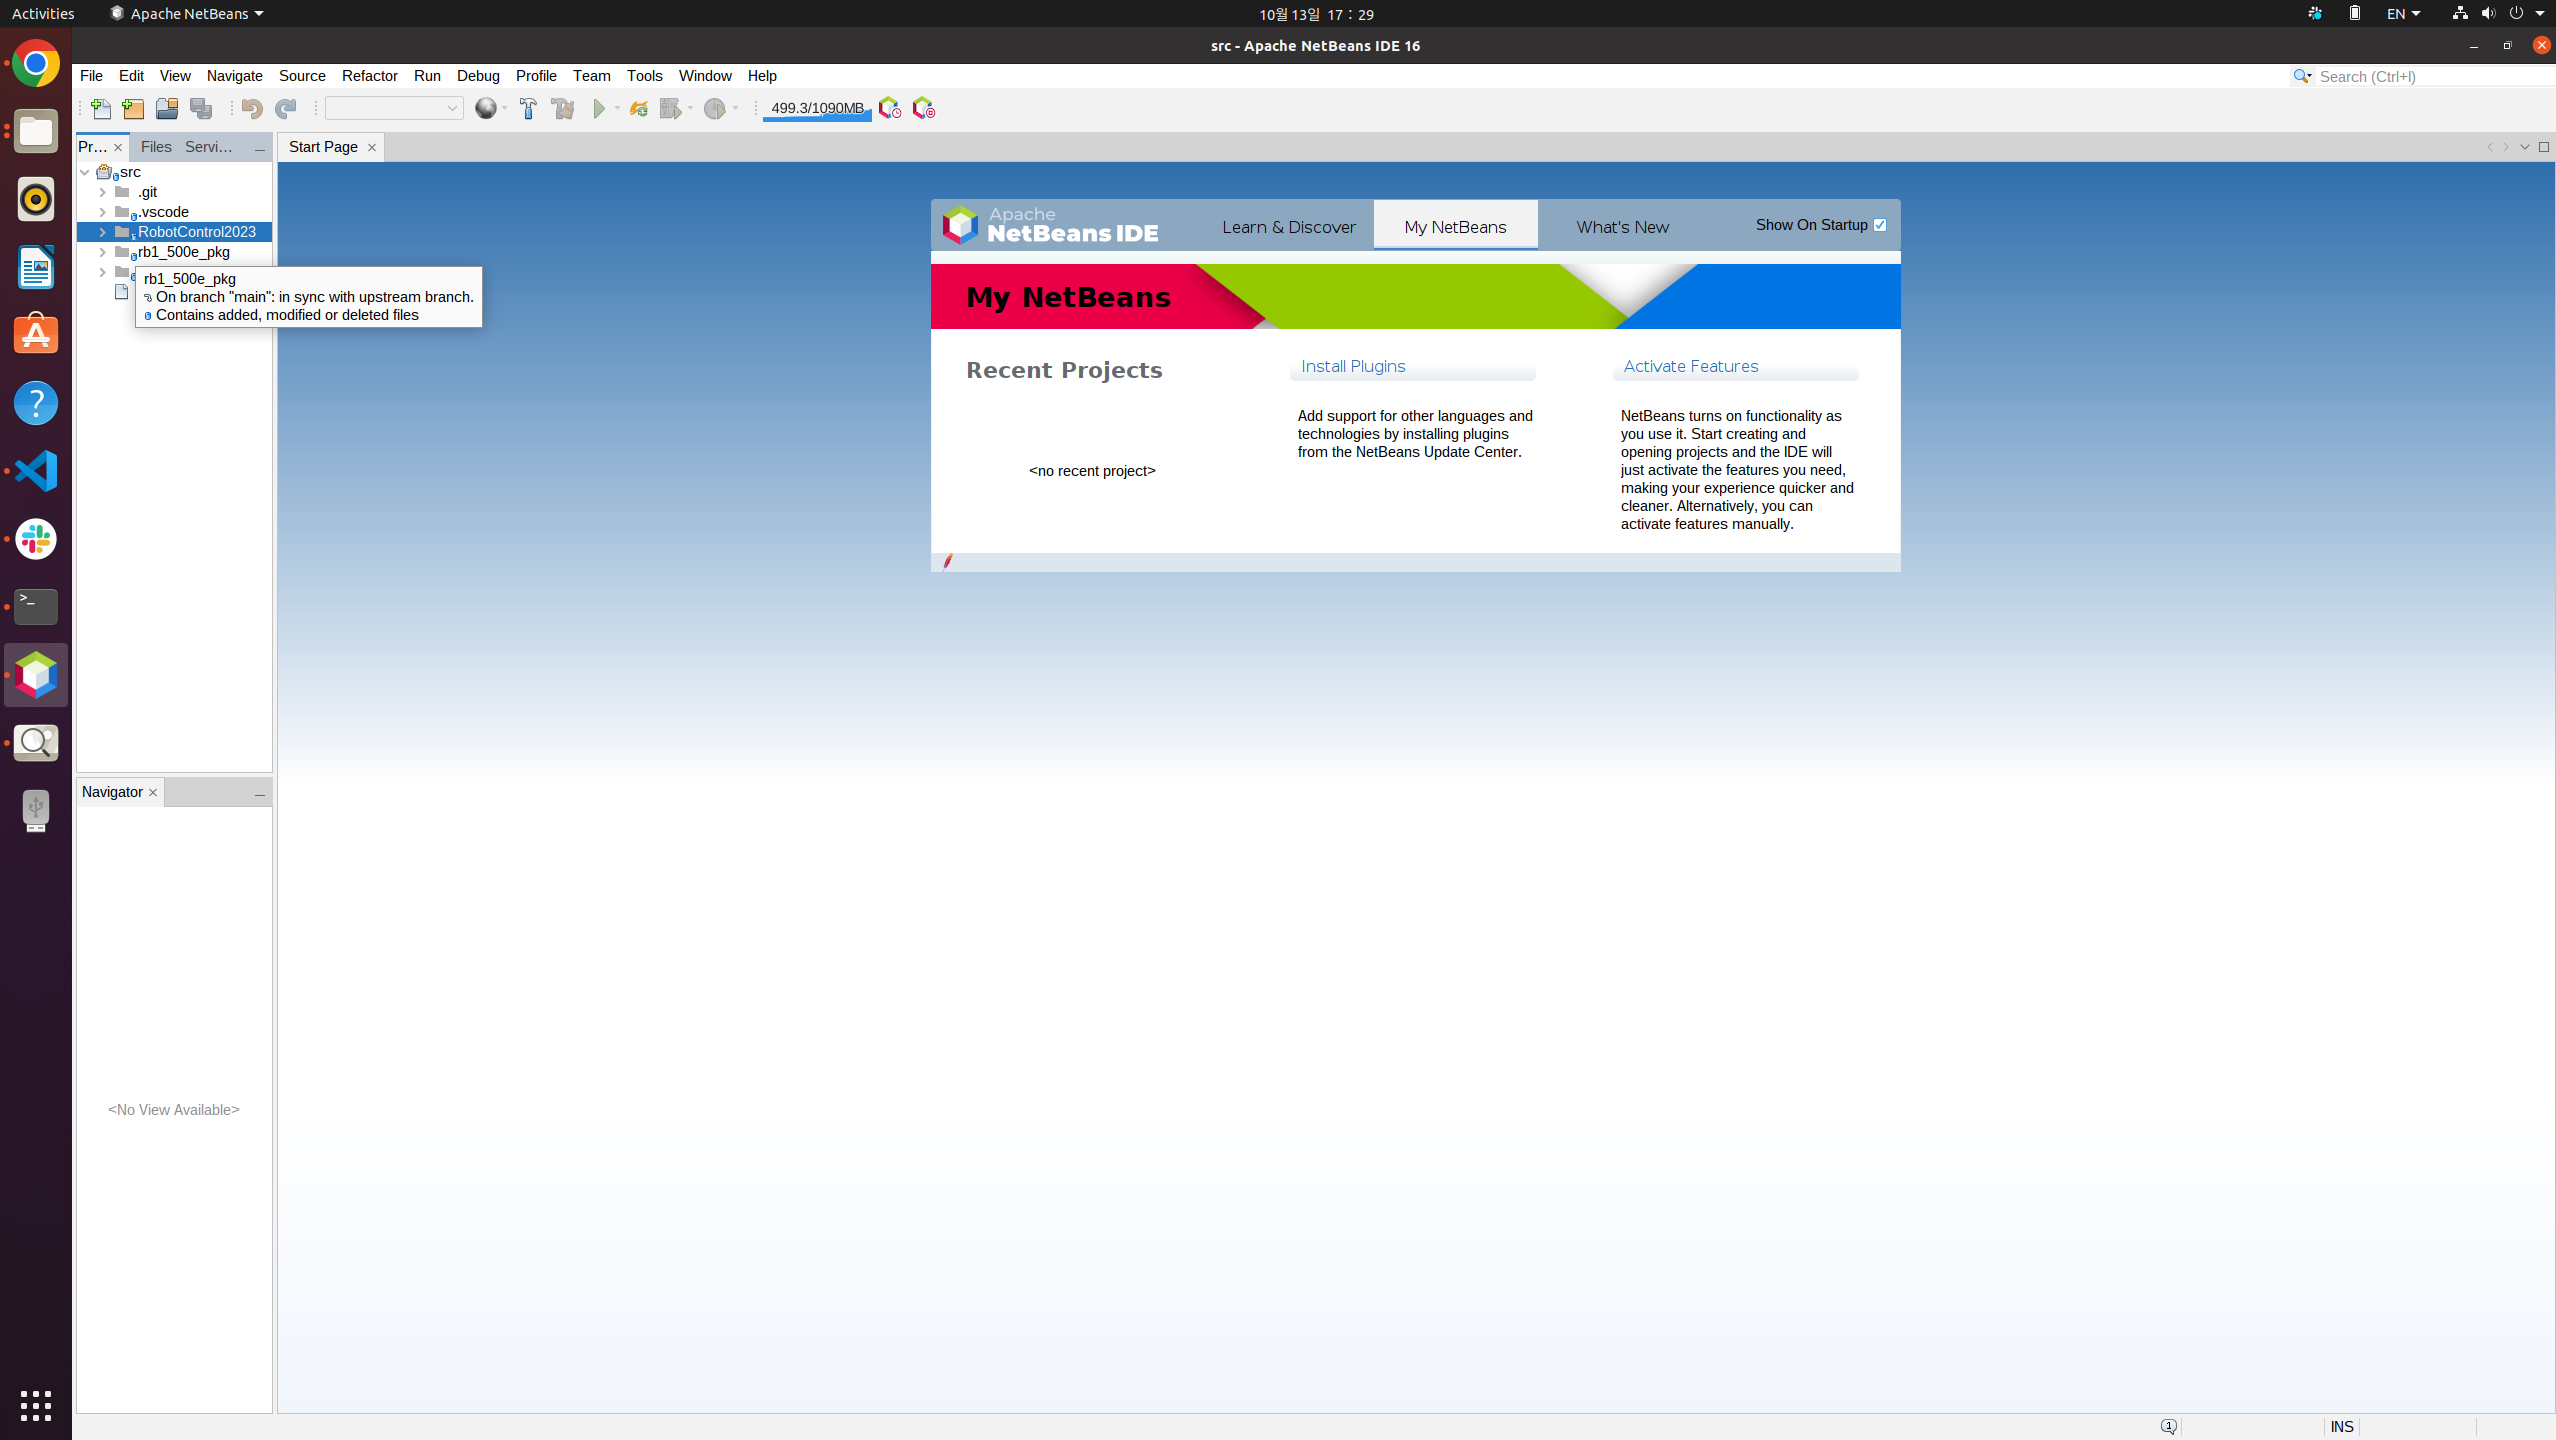 Activities
Apache NetBeans
10월 13일 17 : 29
EN
src - Apache NetBeans IDE 16
File Edit View Navigate Source Refactor Run Debug Profile Team Tools Window Help
Search (Ctrl+I)
499.3/1090MB
Pr...
Files
Servi...
Start Page
src
.git
.vscode
RobotControl2023
rb1_500e_pkg
rb1_500e_pkg
On branch "main": in sync with upstream branch.
Contains added, modified or deleted files
Apache
NetBeans IDE
Learn & Discover
My NetBeans
What's New
Show On Startup
My NetBeans
Recent Projects
<no recent project>
Install Plugins
Add support for other languages and
technologies by installing plugins
from the NetBeans Update Center.
Activate Features
NetBeans turns on functionality as
you use it. Start creating and
opening projects and the IDE will
just activate the features you need,
making your experience quicker and
cleaner. Alternatively, you can
activate features manually.
Navigator
<No View Available>
1
INS